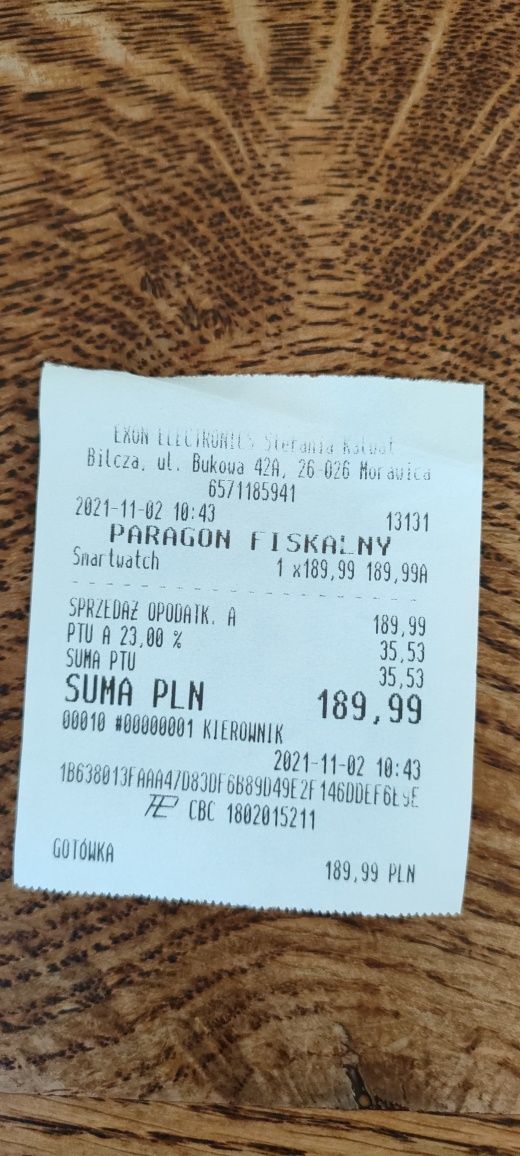 EXON ELECTRONICS Stefania Kałwat
Bilcza, ul. Bukowa 42A, 26-026 Morawica
6571185941
2021-11-02 10:43 13131
PARAGON FISKALNY
Smartwatch 1 x189,99 189,99A
SPRZEDAŻ OPODATK. A 189,99
PTU A 23,00 % 35,53
SUMA PTU 35,53
SUMA PLN 189,99
00010 #00000001 KIEROWNIK
2021-11-02 10:43
CBC 1802015211
GOTÓWKA 189,99 PLN